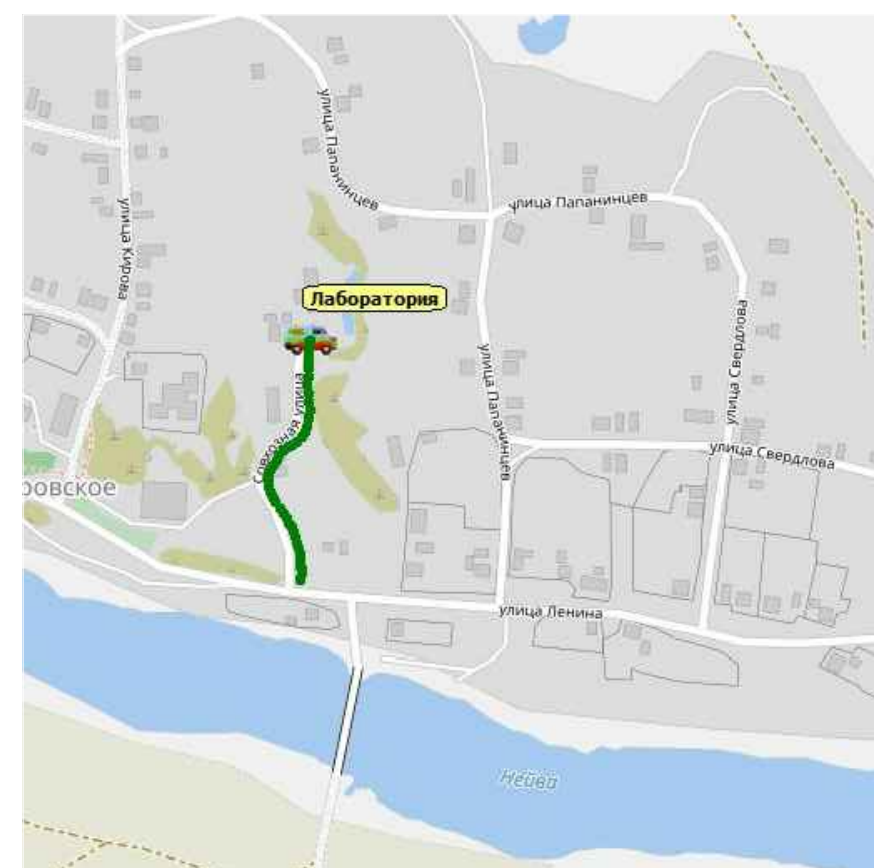 улица Папанинцев
улица Папанинцев
улица Кирова
Лаборатория
улица Свердлова
улица Папанинцев
Совхозная улица
улица Свердлова
ровское
улица Ленина
Нейва